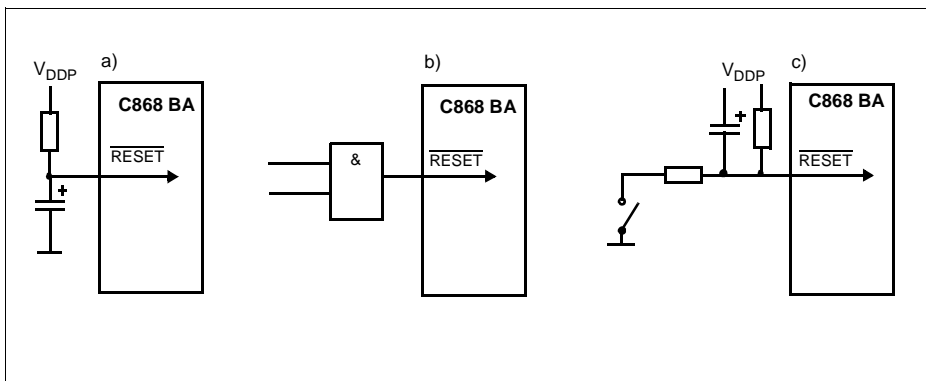 a)
V_DDP
C868 BA
RESET
+
b)
C868 BA
&
RESET
c)
V_DDP
C868 BA
+
RESET